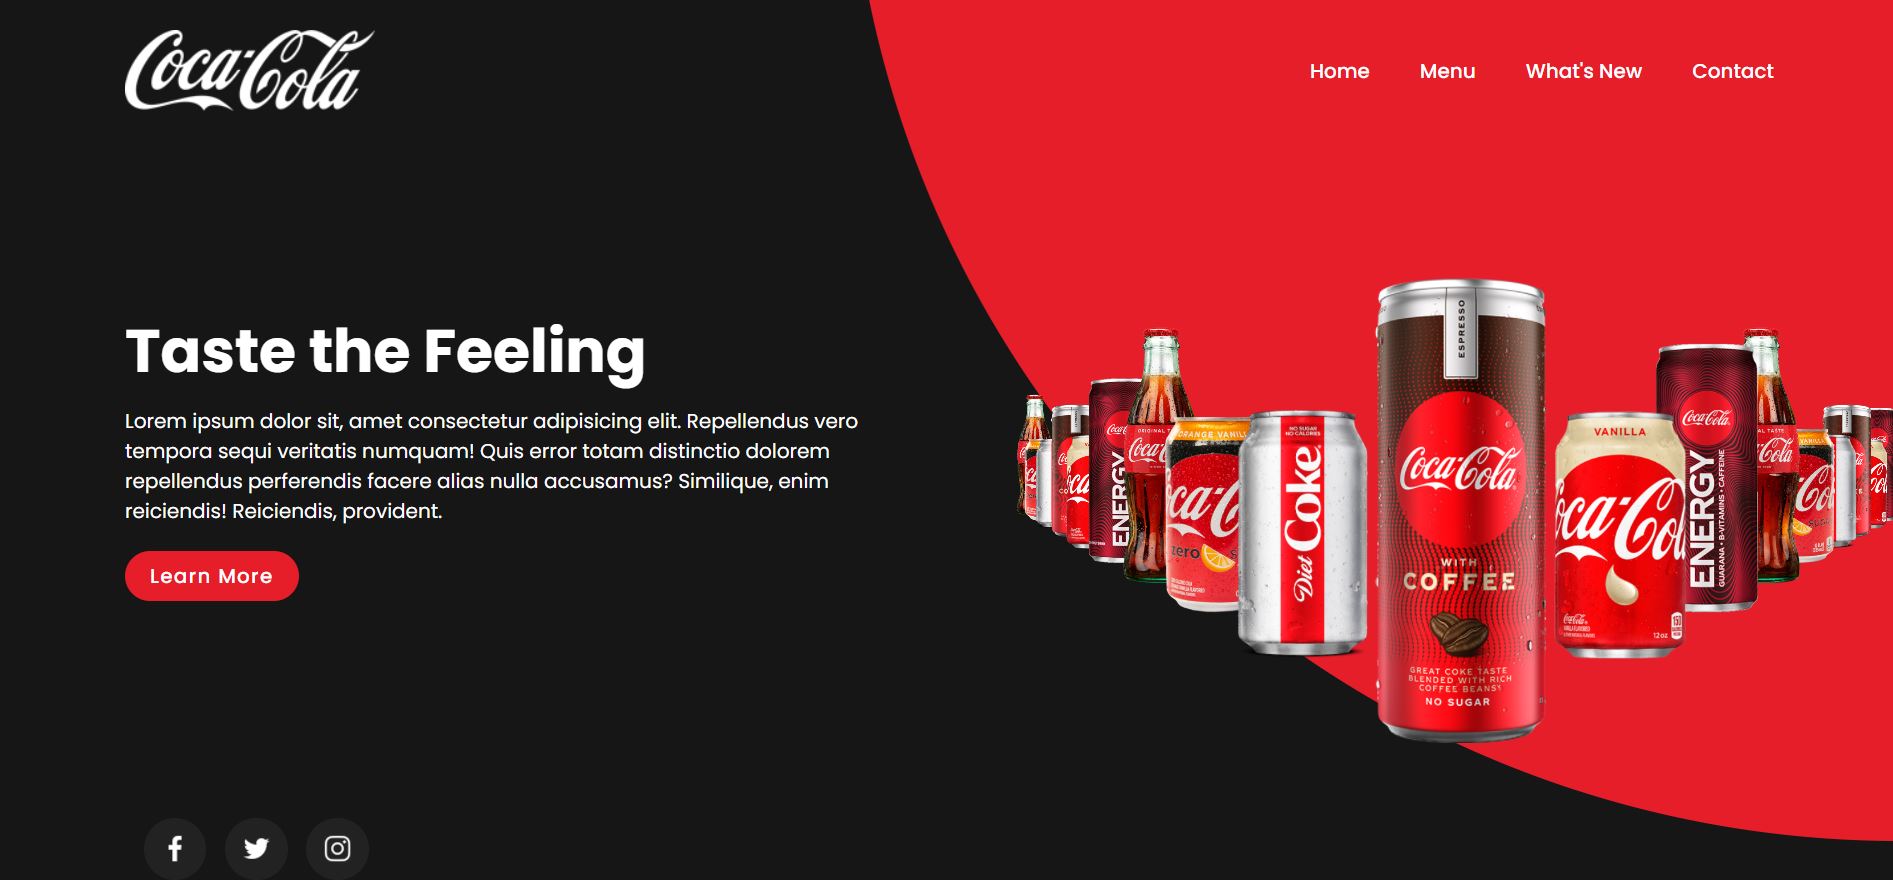 Coca-Cola
Home
Menu
What's New
Contact
Taste the Feeling
Lorem ipsum dolor sit, amet consectetur adipisicing elit. Repellendus vero
tempora sequi veritatis numquam! Quis error totam distinctio dolorem
repellendus perferendis facere alias nulla accusamus? Similique, enim
reiciendis! Reiciendis, provident.
Learn More
ENERGY
ORIGINAL
ORANGE VANILL
zero
NO SUGAR
NO CALORIES
Diet Coke
ESPRESSO
Coca-Cola
WITH
COFFEE
GREAT COKE TASTE
BLENDED WITH RICH
COFFEE BEANS
NO SUGAR
VANILLA
Coca-Cola
150
12 oz
Coca-Cola
ENERGY
GUARANA • B-VITAMINS • CAFFEINE